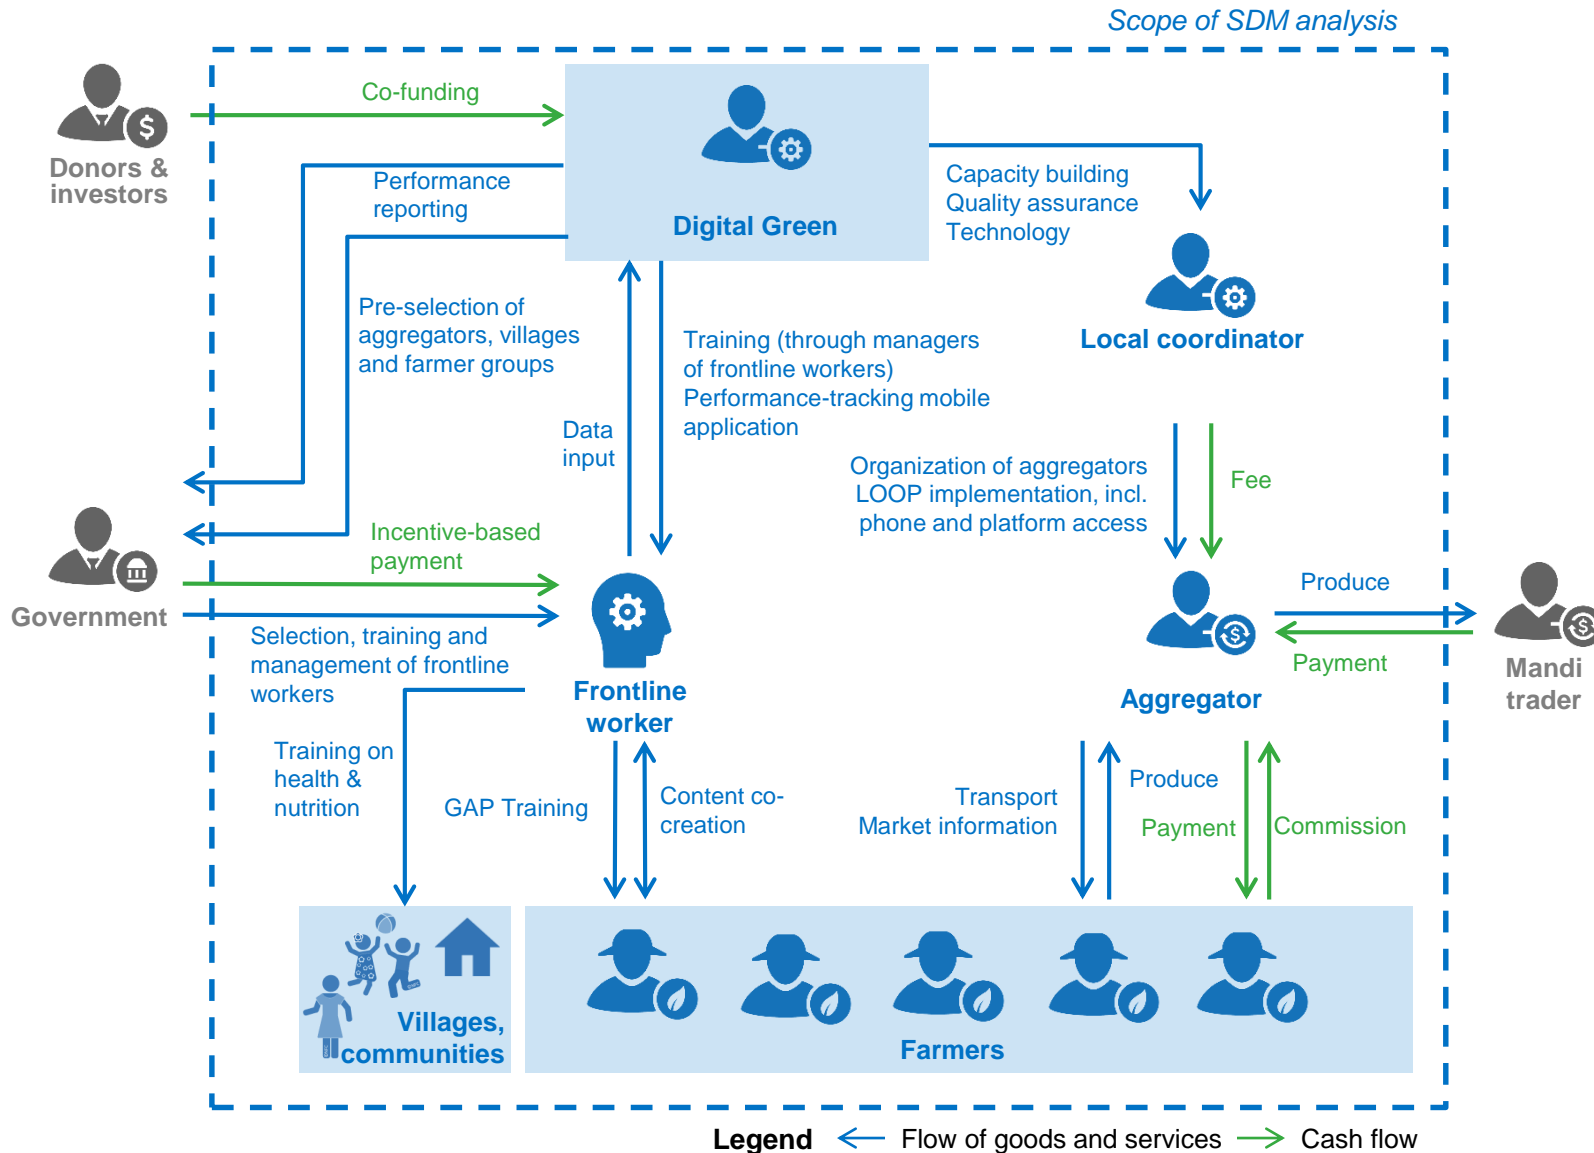 Scope of SDM analysis
Co-funding
Donors &
investors
Performance
reporting
Digital Green
Capacity building
Quality assurance
Technology
Local coordinator
Pre-selection of
aggregators, villages
and farmer groups
Training (through managers
of frontline workers)
Performance-tracking mobile
application
Data
input
Organization of aggregators
LOOP implementation, incl.
phone and platform access
Fee
Incentive-based
payment
Government
Selection, training and
management of frontline
workers
Frontline
worker
Produce
Payment
Aggregator
Mandi
trader
Training on
health &
nutrition
GAP Training
Content co-
creation
Transport
Market information
Produce
Payment
Commission
Villages,
communities
Farmers
Legend
Flow of goods and services
Cash flow